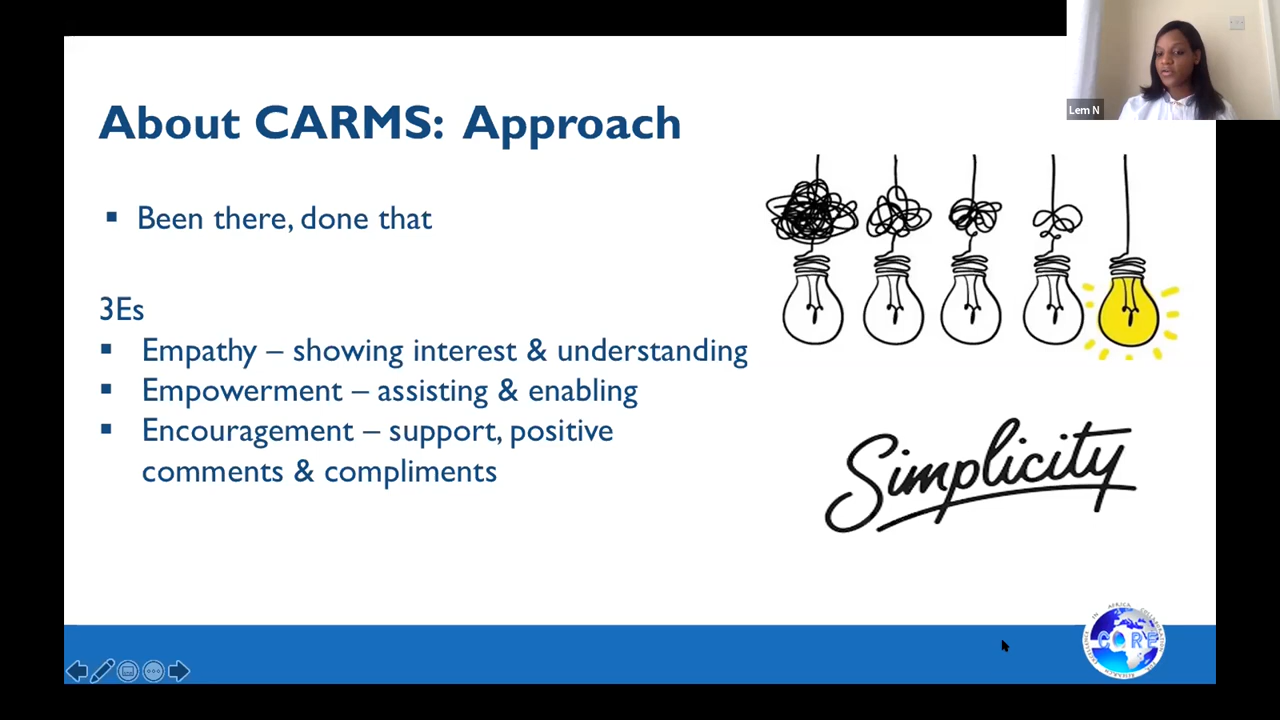 Lem N
About CARMS: Approach
▪ Been there, done that
3Es
▪ Empathy – showing interest & understanding
▪ Empowerment – assisting & enabling
▪ Encouragement – support, positive
comments & compliments
Simplicity
CORE